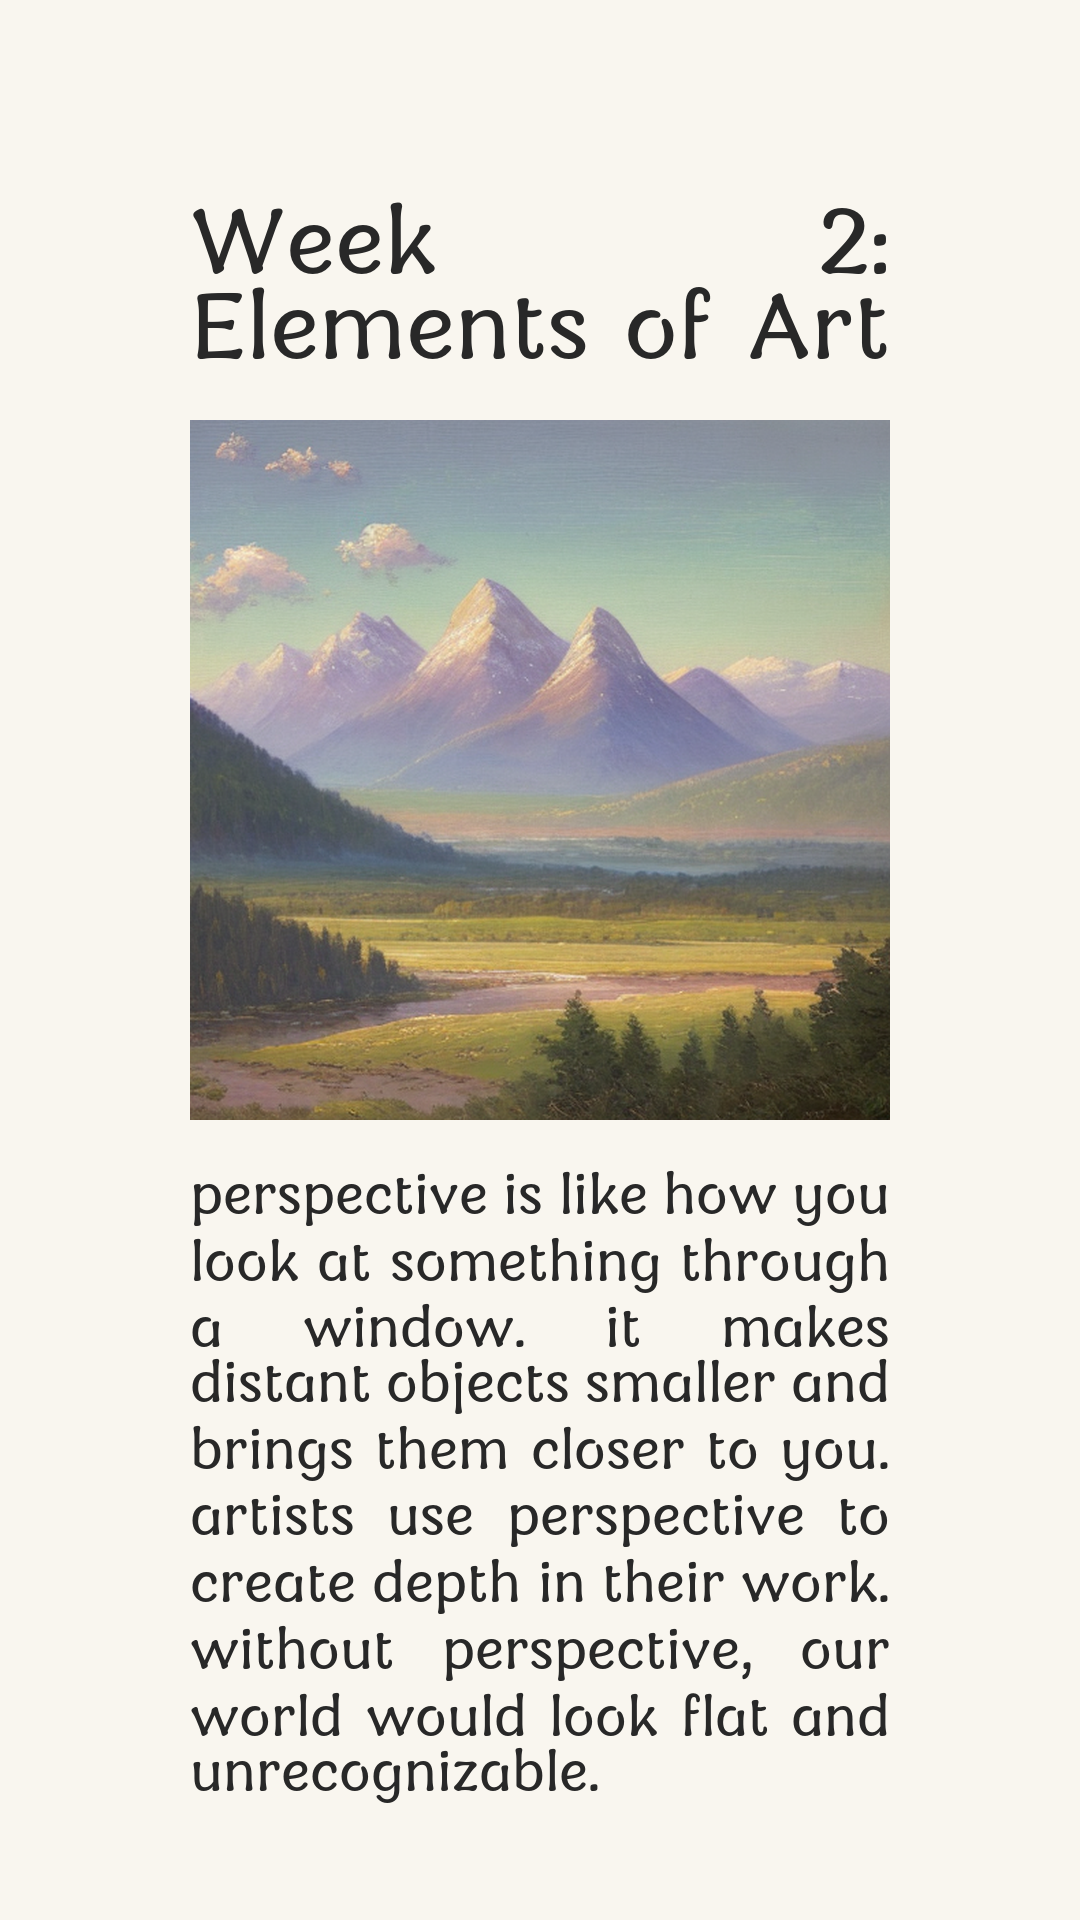 Week 2:
Elements of Art
perspective is like how you
look at something through
a window. it makes
distant objects smaller and
brings them closer to you.
artists use perspective to
create depth in their work.
without perspective, our
world would look flat and
unrecognizable.